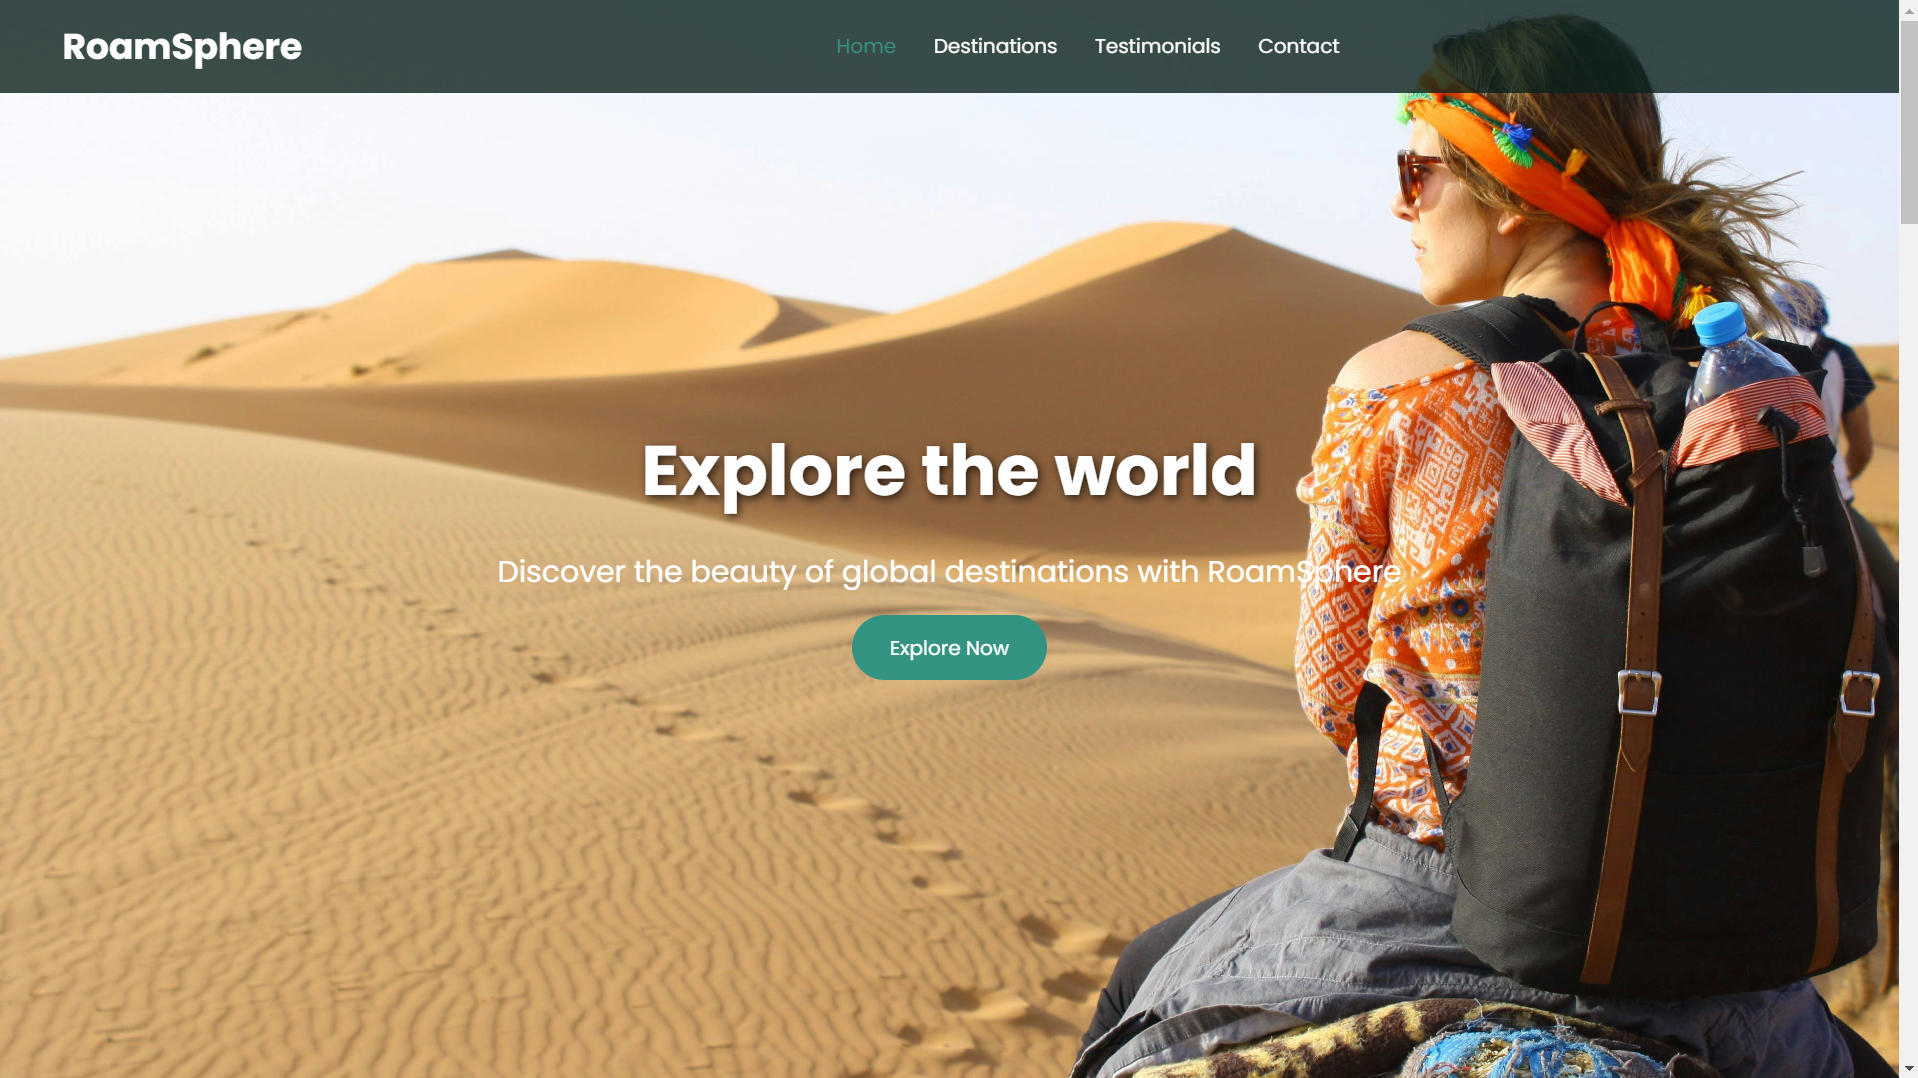 RoamSphere
Home Destinations Testimonials Contact
Explore the world
Discover the beauty of global destinations with RoamSphere
Explore Now